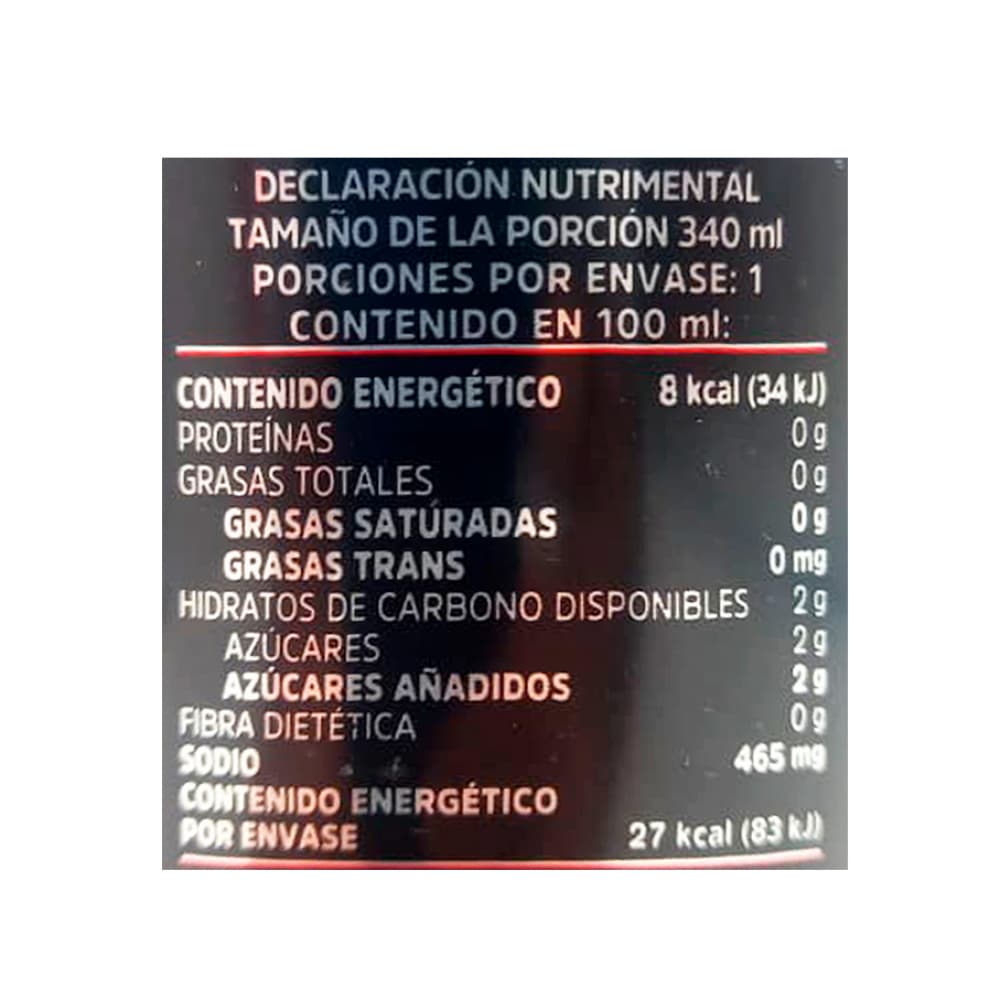 DECLARACIÓN NUTRIMENTAL
TAMAÑO DE LA PORCIÓN 340 ml
PORCIONES POR ENVASE: 1
CONTENIDO EN 100 ml:
CONTENIDO ENERGÉTICO 8 kcal (34 kJ)
PROTEÍNAS 0 g
GRASAS TOTALES 0 g
GRASAS SATURADAS 0 g
GRASAS TRANS 0 mg
HIDRATOS DE CARBONO DISPONIBLES 2 g
AZÚCARES 2 g
AZÚCARES AÑADIDOS 2 g
FIBRA DIETÉTICA 0 g
SODIO 465 mg
CONTENIDO ENERGÉTICO
POR ENVASE 27 kcal (83 kJ)